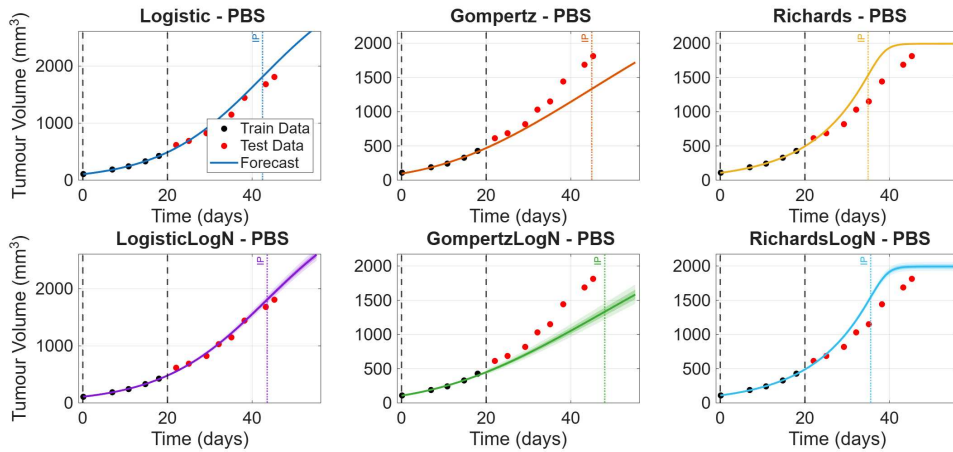 Logistic - PBS
Gompertz - PBS
Richards - PBS
Tumour Volume (mm³)
2000
1000
0
IP
Train Data
Test Data
Forecast
0
20
40
Time (days)
2000
1500
1000
500
0
IP
0
20
40
Time (days)
2000
1500
1000
500
0
IP
0
20
40
Time (days)
LogisticLogN - PBS
GompertzLogN - PBS
RichardsLogN - PBS
Tumour Volume (mm³)
2000
1000
0
IP
0
20
40
Time (days)
2000
1500
1000
500
0
IP
0
20
40
Time (days)
2000
1500
1000
500
0
IP
0
20
40
Time (days)